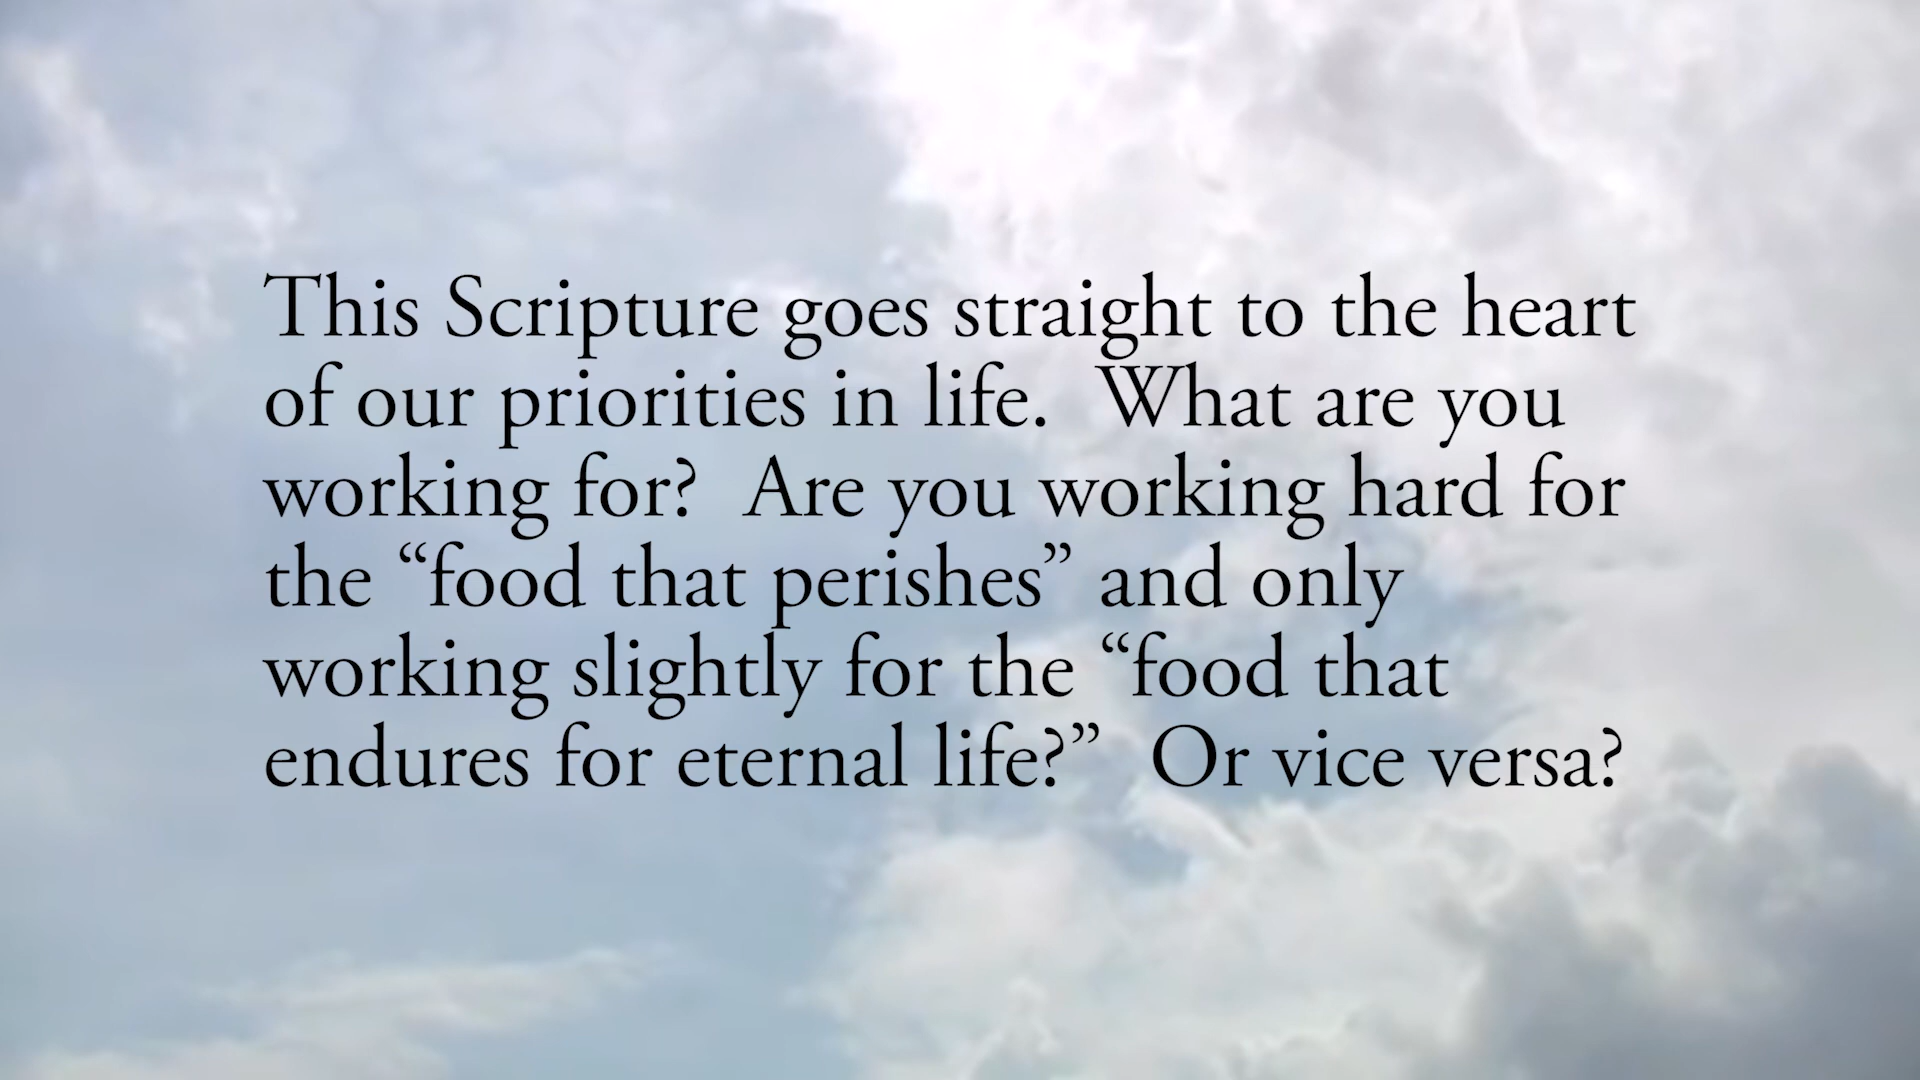 This Scripture goes straight to the heart
of our priorities in life.  What are you
working for?  Are you working hard for
the “food that perishes” and only
working slightly for the “food that
endures for eternal life?”  Or vice versa?